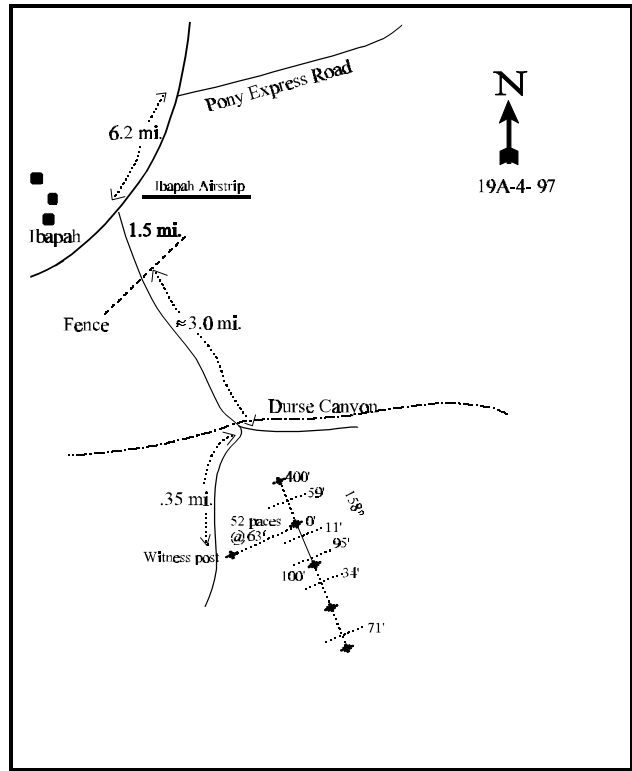 Pony Express Road
N
6.2 mi.
Ibapah Airstrip
19A-4- 97
Ibapah
1.5 mi.
Fence
≈3.0 mi.
Durse Canyon
400'
59'
158°
.35 mi.
52 paces
@63°
0'
11'
95'
Witness post
100'
34'
71'